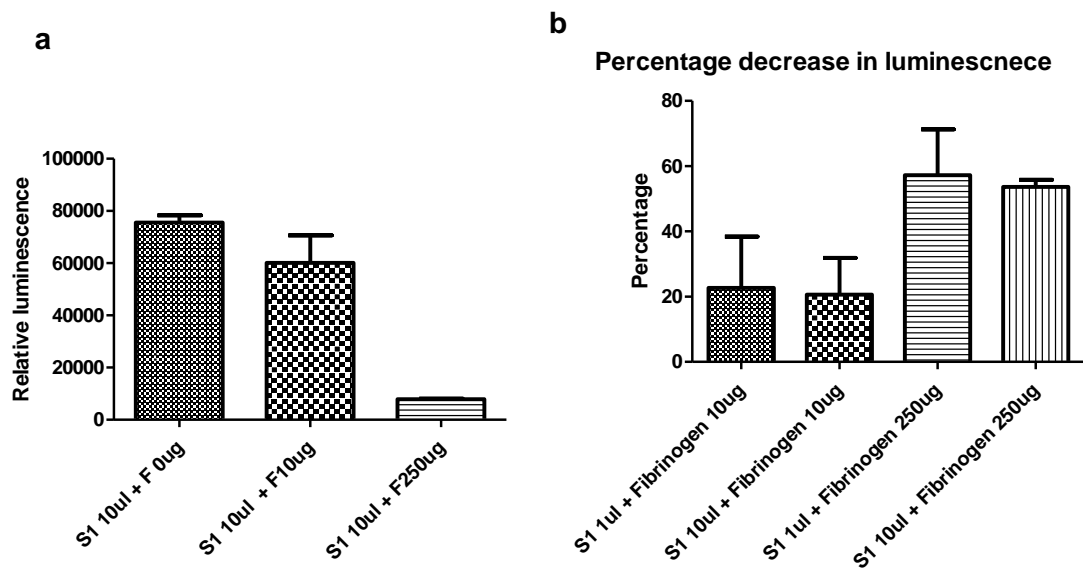 a
Relative luminescence
100000
80000
60000
40000
20000
0
S1 10ul + F 0ug
S1 10ul + F10ug
S1 10ul + F250ug
b
Percentage decrease in luminescnece
Percentage
80
60
40
20
0
S1 1ul + Fibrinogen 10ug
S1 10ul + Fibrinogen 10ug
S1 1ul + Fibrinogen 250ug
S1 10ul + Fibrinogen 250ug